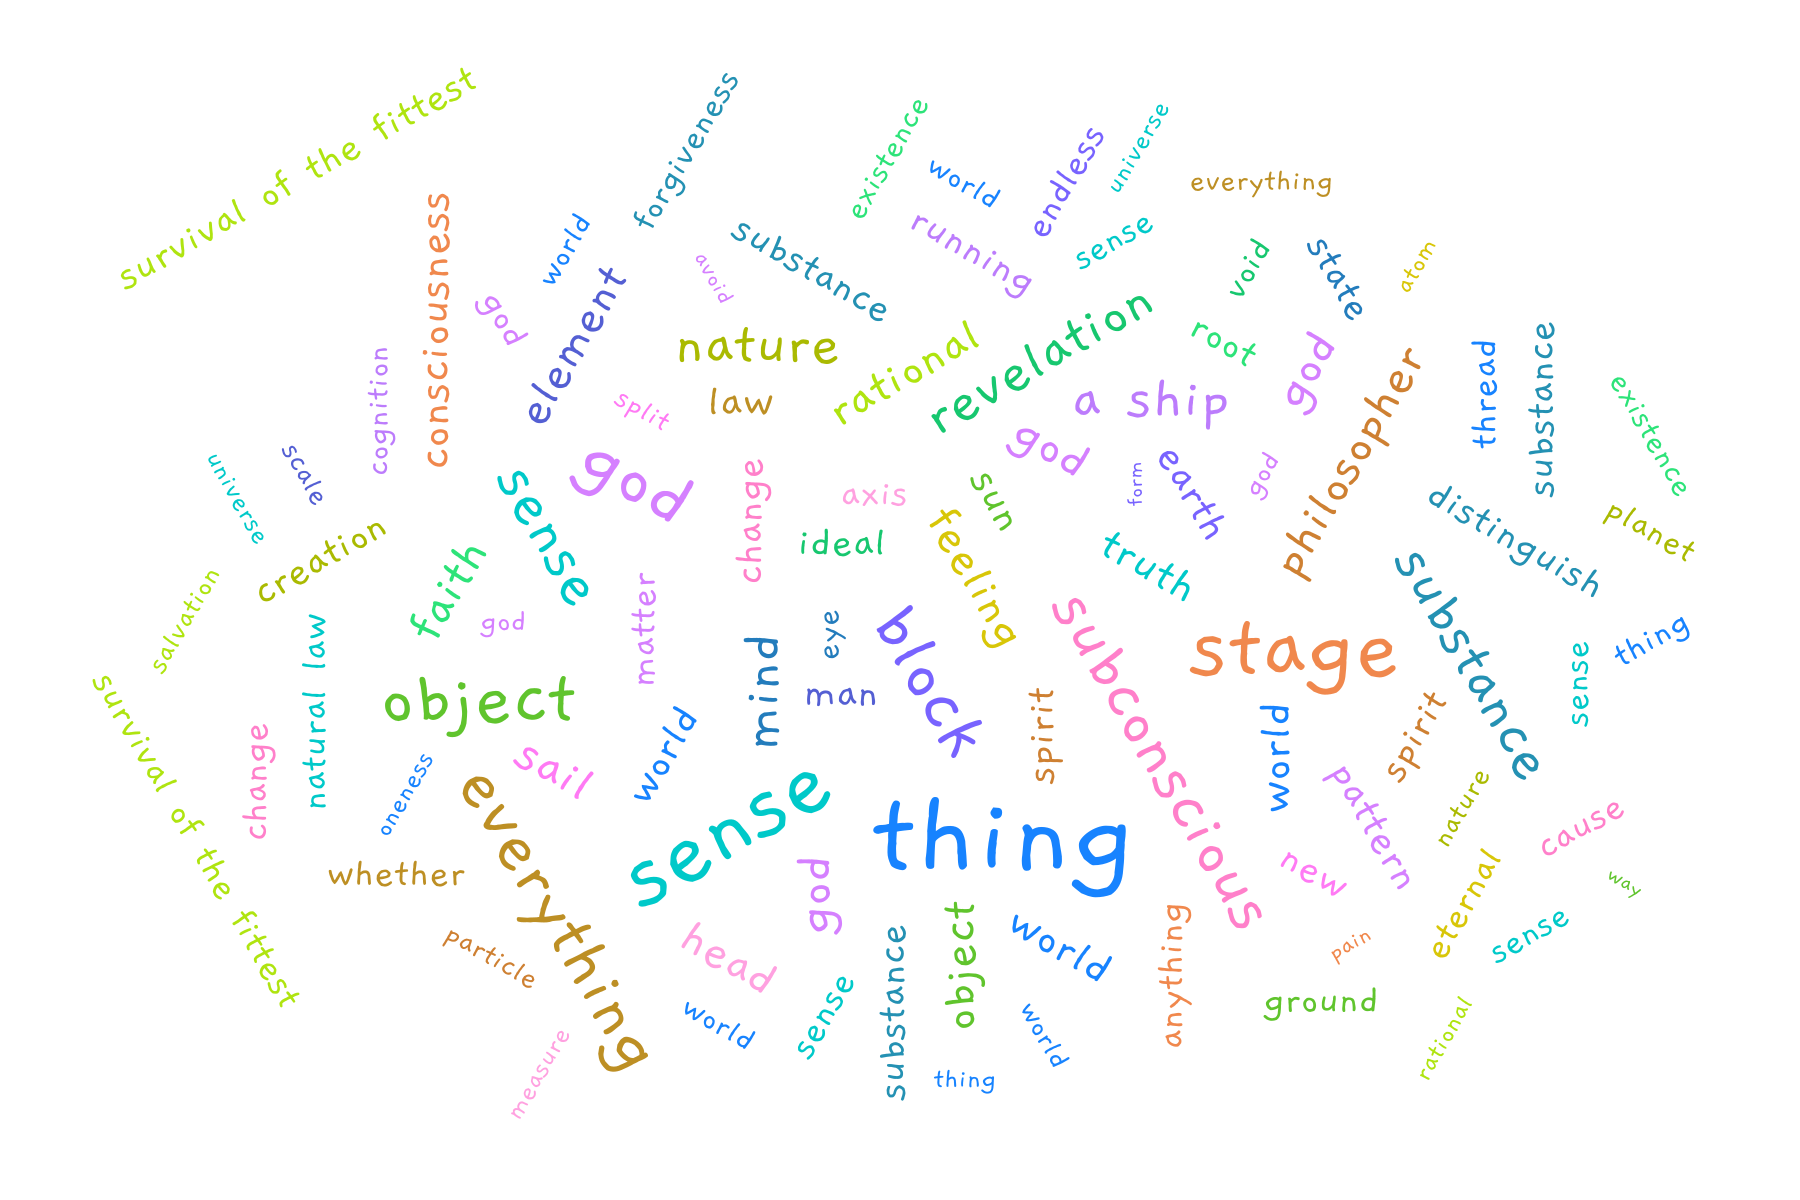 survival of the fittest
forgiveness
existence
world
endless
universe
everything
consciousness
world
substance
running
sense
void
state
atom
god
element
avoid
nature
rational
revelation
root
god
philosopher
thread
substance
existence
cognition
split
law
a ship
god
form
earth
god
universe
scale
sense
god
change
axis
sun
distinguish
planet
creation
faith
ideal
feeling
truth
substance
salvation
natural law
god
matter
eye
block
subconscious
stage
sense
thing
survival of the fittest
object
mind
man
spirit
world
spirit
change
oneness
sail
world
pattern
nature
cause
everything
sense
thing
whether
god
new
eternal
way
particle
head
substance
object
world
anything
pain
sense
measure
world
sense
world
thing
ground
rational